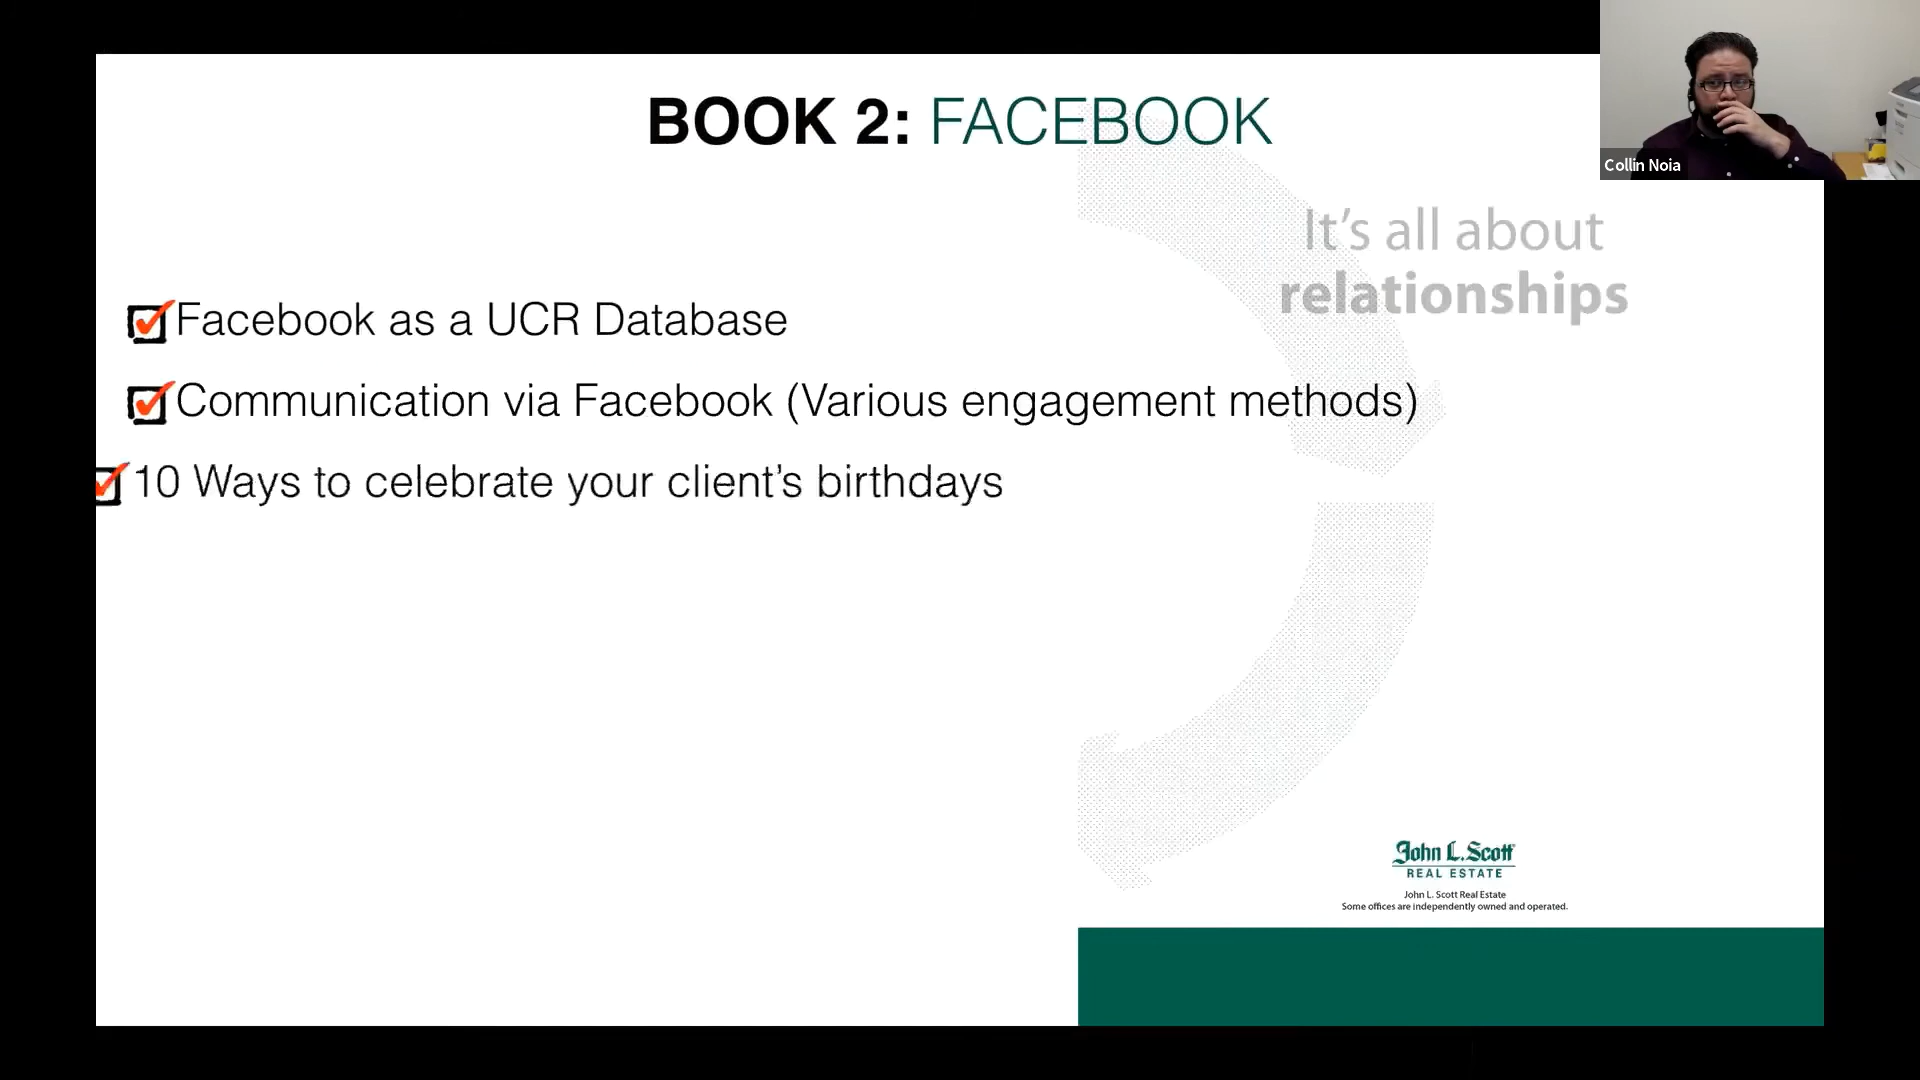 BOOK 2: FACEBOOK
Collin Noia
It's all about
relationships
Facebook as a UCR Database
Communication via Facebook (Various engagement methods)
10 Ways to celebrate your client's birthdays
John L. Scott
REAL ESTATE
John L. Scott Real Estate
Some offices are independently owned and operated.